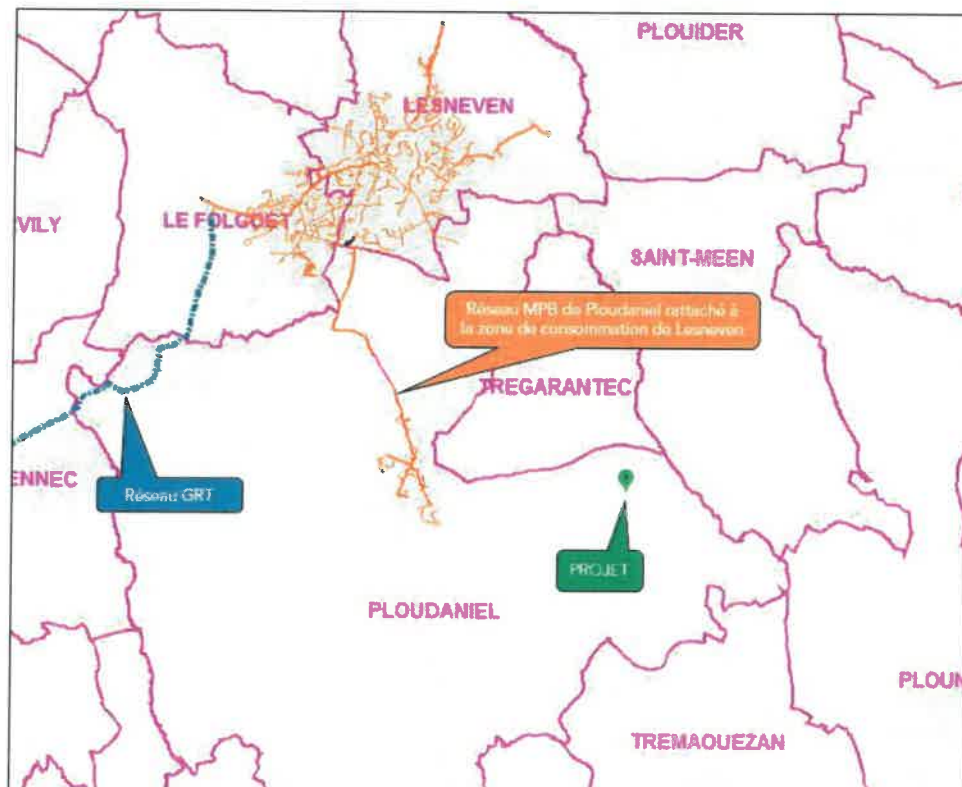 PLOUIDER
LESNEVEN
VILY
LE FOLGOET
SAINT-MEEN
Réseau MPB de Ploudaniel rattaché à
la zone de consommation de Lesneven
TREGARANTEC
ENNEC
Réseau GRT
PROJET
PLOUDANIEL
PLOUN
TREMAOUEZAN